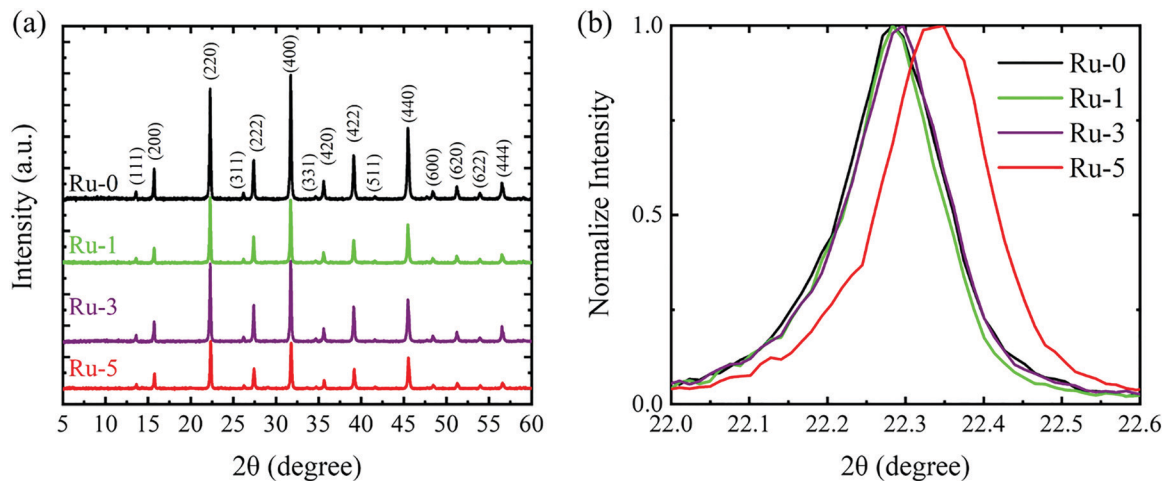 (a)
Intensity (a.u.)
(111)
(200)
(220)
(311)
(222)
(400)
(331)
(420)
(422)
(511)
(440)
(600)
(620)
(622)
(444)
Ru-0
Ru-1
Ru-3
Ru-5
5 10 15 20 25 30 35 40 45 50 55 60
2θ (degree)
(b)
Normalize Intensity
1.0
0.5
0.0
Ru-0
Ru-1
Ru-3
Ru-5
22.0 22.1 22.2 22.3 22.4 22.5 22.6
2θ (degree)